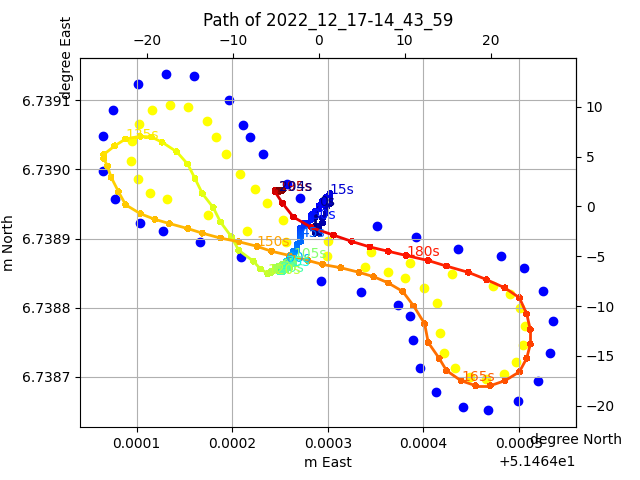 Path of 2022_12_17-14_43_59
degree East
−20 −10 0 10 20
6.7391
6.7390
6.7389
6.7388
6.7387
10
5
0
−5
−10
−15
−20
m North
135s
15s
150s
180s
165s
0.0001 0.0002 0.0003 0.0004 0.0005
degree North
m East
+5.1464e1